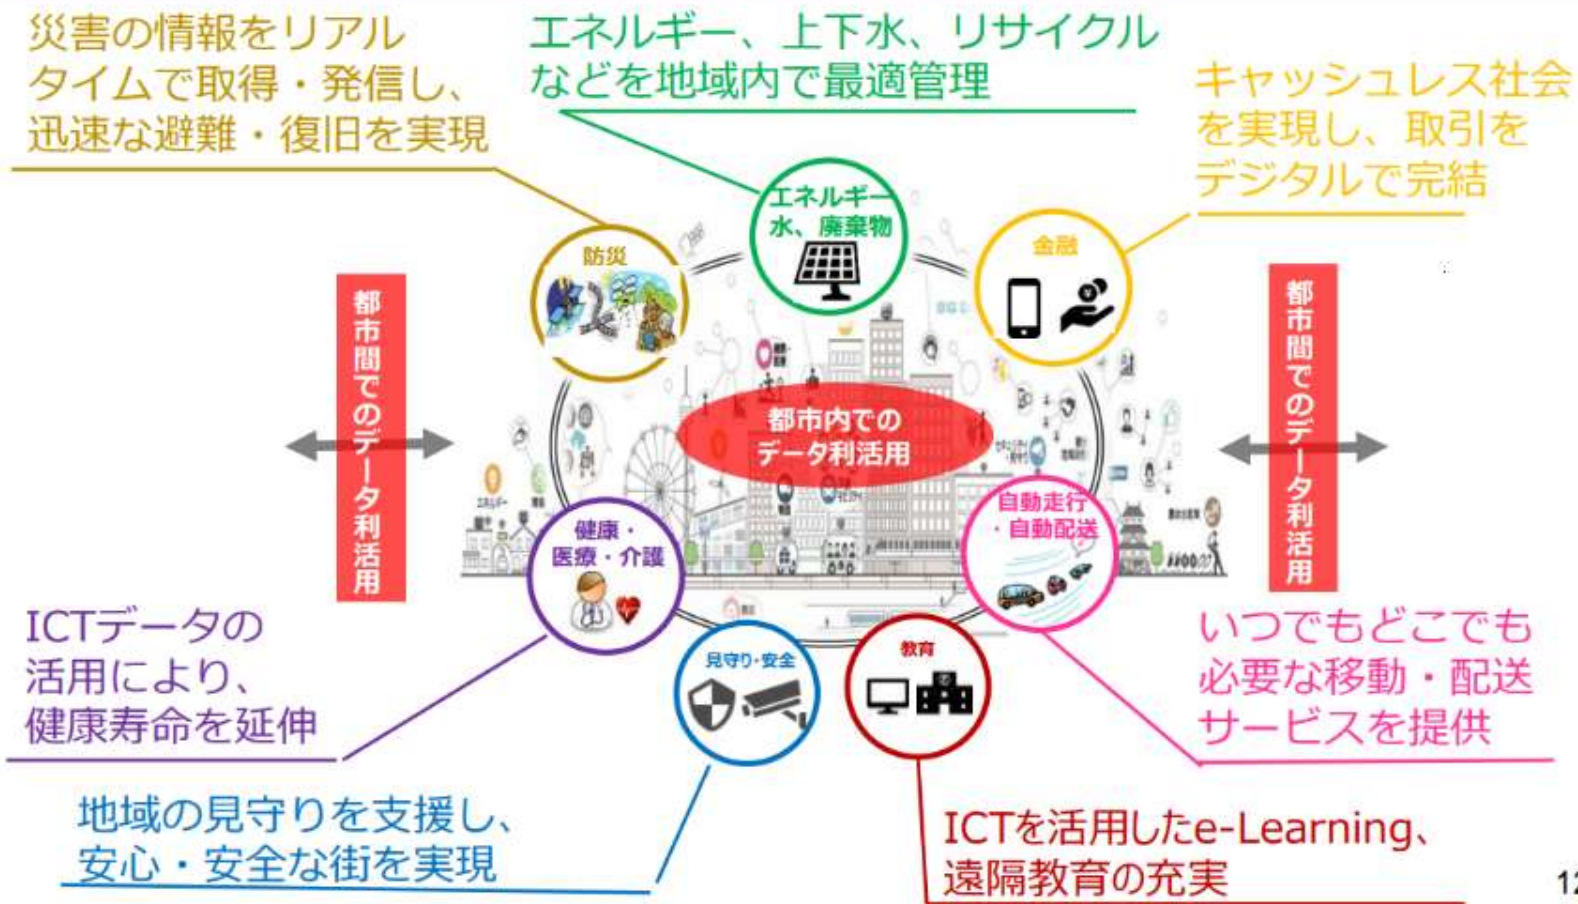 災害の情報をリアル
タイムで取得・発信し、
迅速な避難・復旧を実現
エネルギー、上下水、リサイクル
などを地域内で最適管理
キャッシュレス社会
を実現し、取引を
デジタルで完結
防災
エネルギー
水、廃棄物
金融
都市間でのデータ利活用
都市内での
データ利活用
都市間でのデータ利活用
エネルギー
健康・
医療・介護
自動走行
・自動配送
見守り・安全
教育
ICTデータの
活用により、
健康寿命を延伸
いつでもどこでも
必要な移動・配送
サービスを提供
地域の見守りを支援し、
安心・安全な街を実現
ICTを活用したe-Learning、
遠隔教育の充実